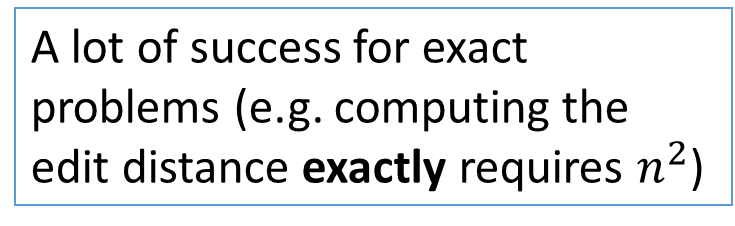 A lot of success for exact
problems (e.g. computing the
edit distance exactly requires n²)